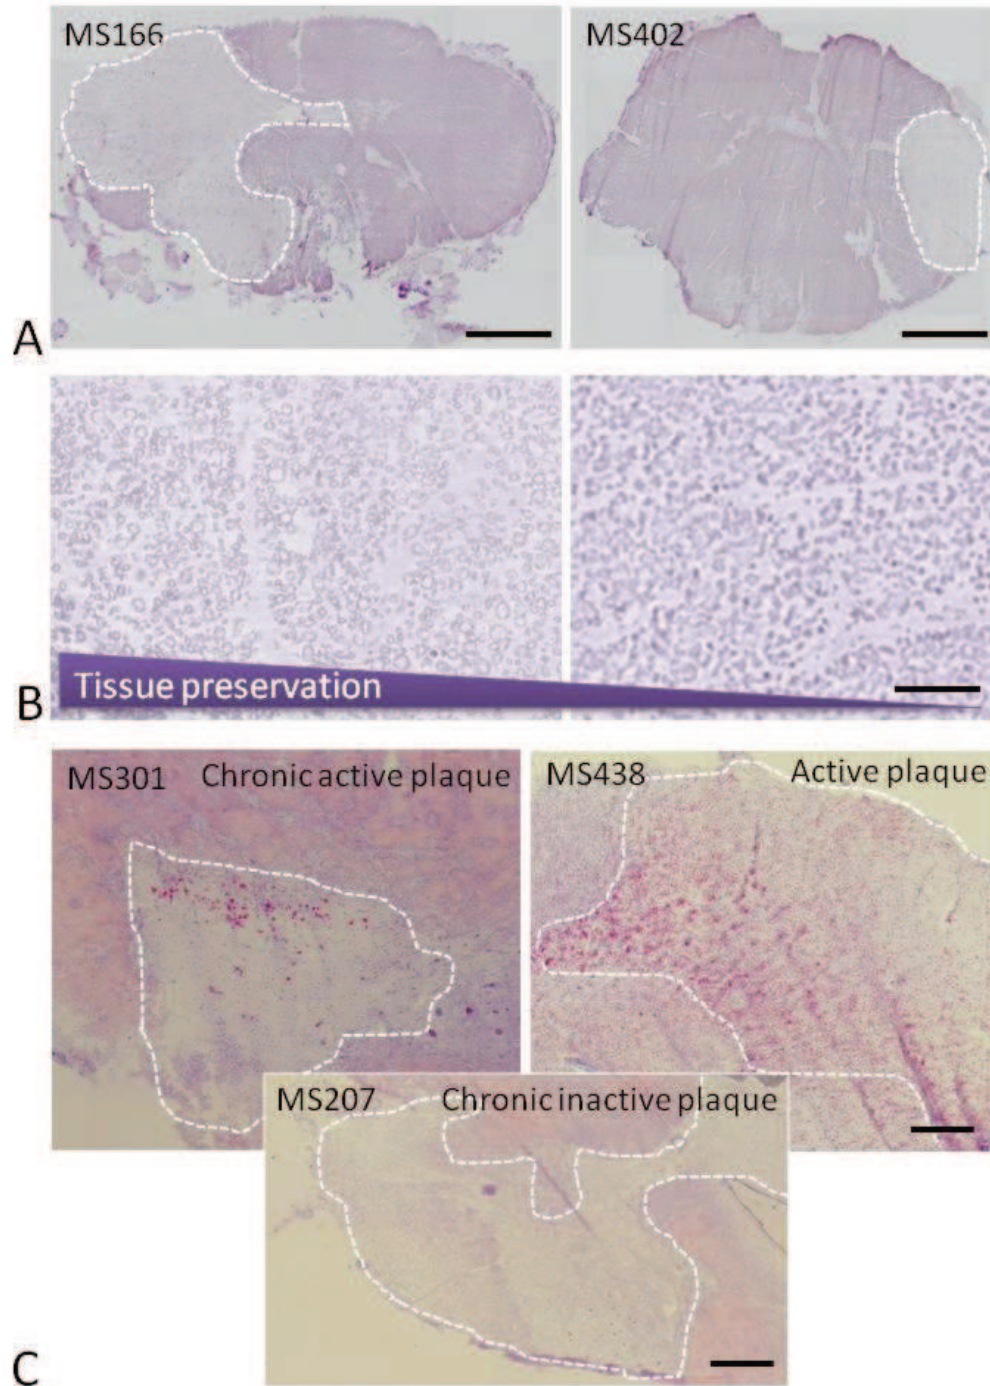 MS166
MS402
A
Tissue preservation
B
MS301
Chronic active plaque
MS438
Active plaque
MS207
Chronic inactive plaque
C